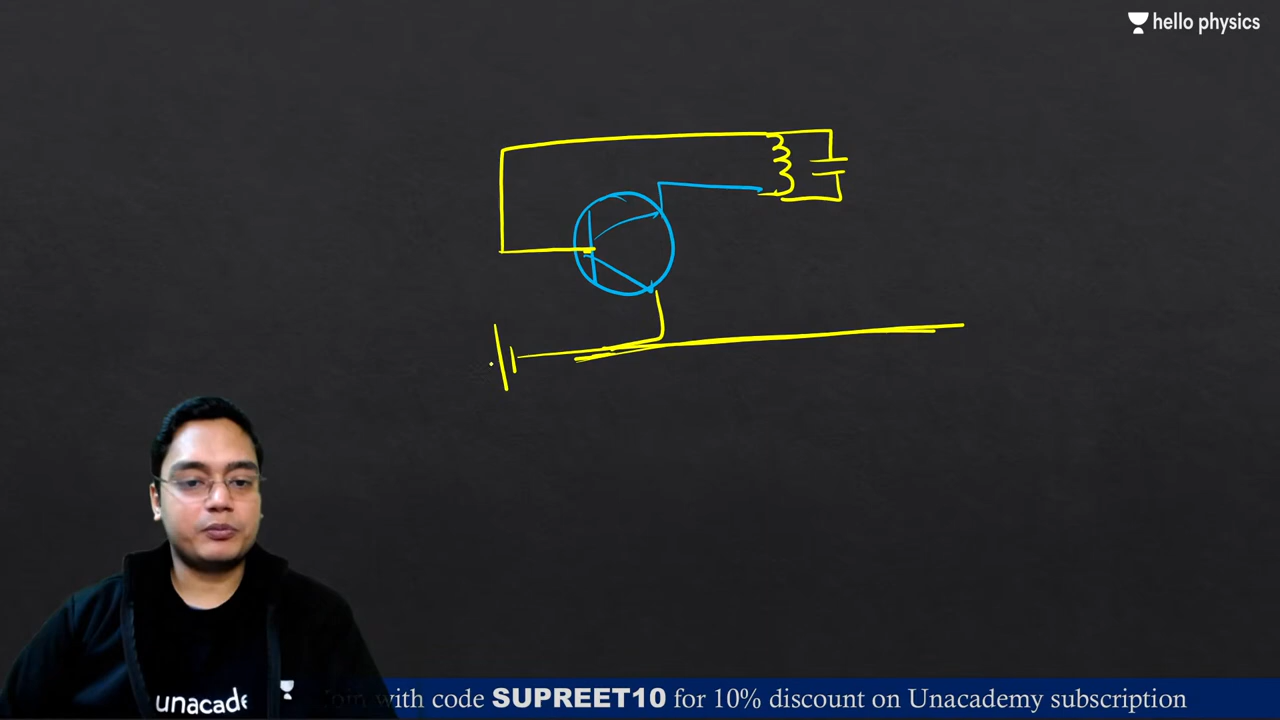 hello physics
unacade
with code SUPREET10 for 10% discount on Unacademy subscription